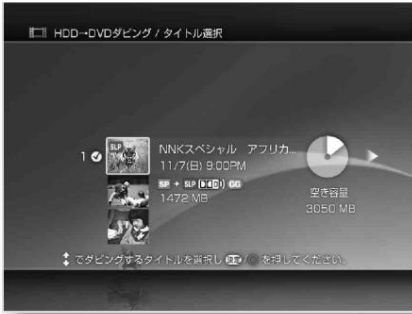 HDD→DVDダビング / タイトル選択
SLP
1
NNKスペシャル アフリカ...
11/7(日) 9:00PM
SP + SLP
1472 MB
空き容量
3050 MB
でダビングするタイトルを選択し を押してください。